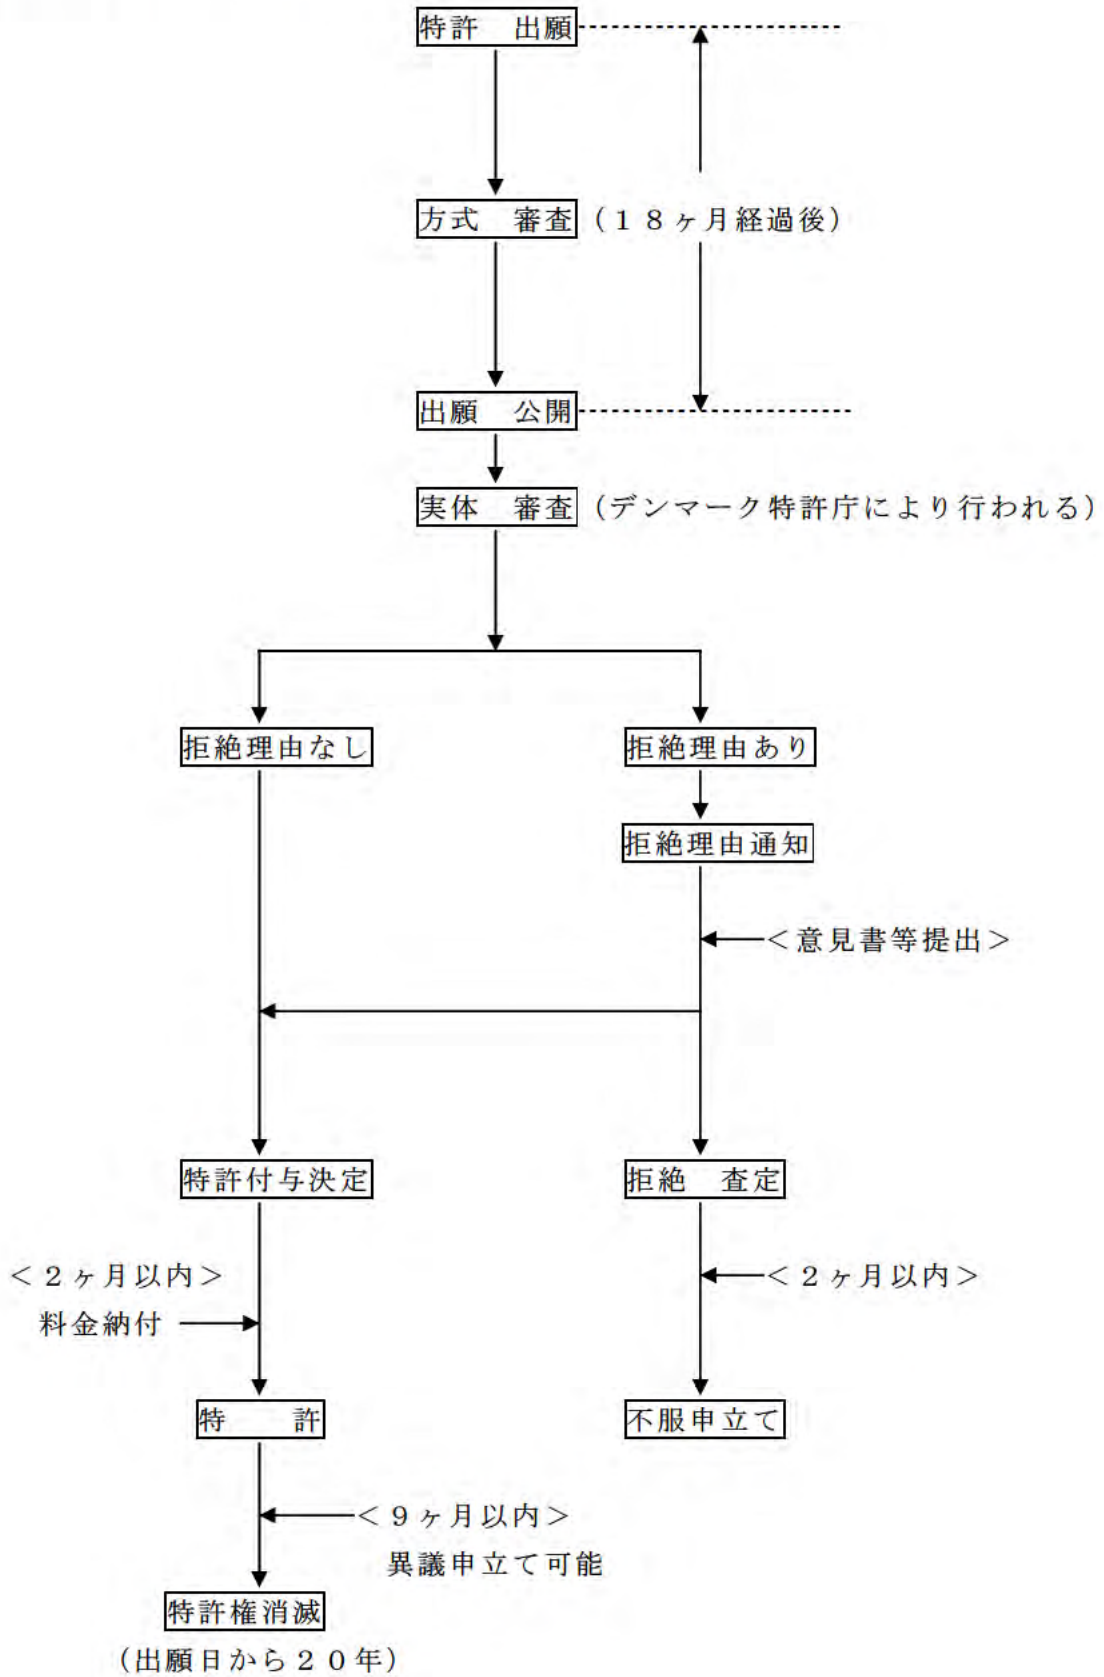 特許　出願
方式　審査（１８ヶ月経過後）
出願　公開
実体　審査（デンマーク特許庁により行われる）
拒絶理由なし
拒絶理由あり
拒絶理由通知
＜意見書等提出＞
特許付与決定
拒絶　査定
＜２ヶ月以内＞
料金納付
＜２ヶ月以内＞
特　　許
不服申立て
＜９ヶ月以内＞
異議申立て可能
特許権消滅
（出願日から２０年）